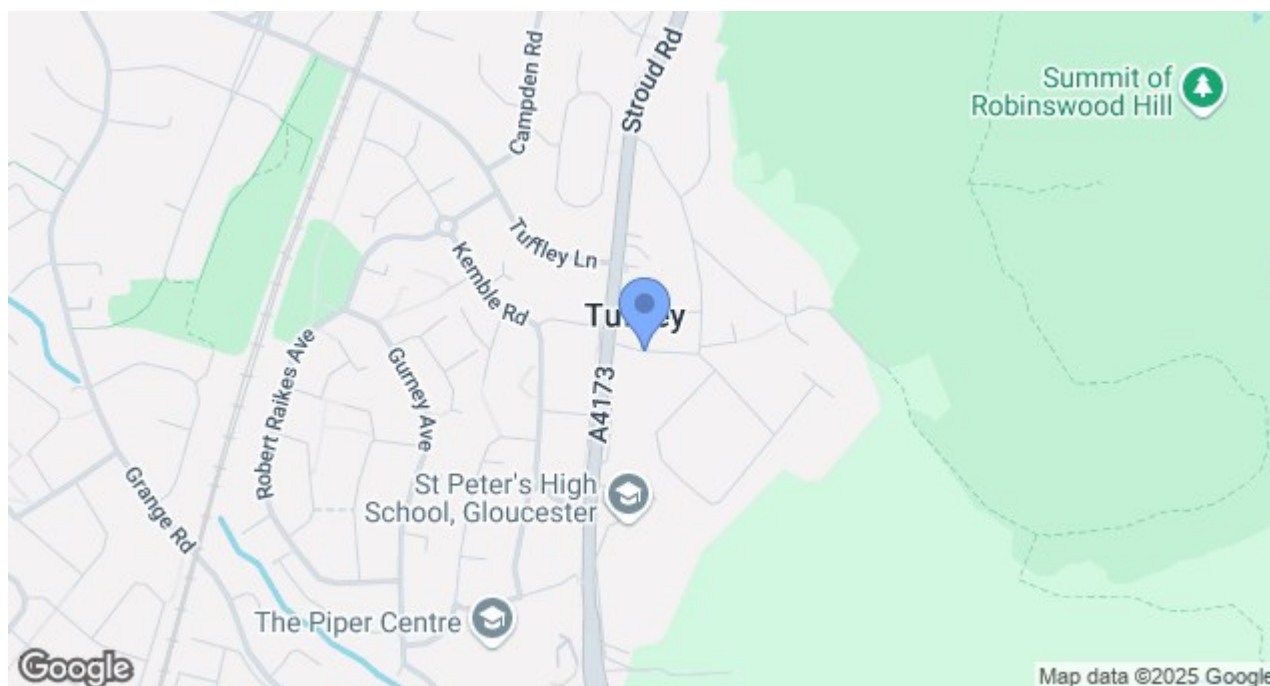 Campden Rd
Stroud Rd
Summit of
Robinswood Hill
Tuffley Ln
Kemble Rd
A4173
Robert Raikes Ave
Gurney Ave
Grange Rd
St Peter's High
School, Gloucester
The Piper Centre
Google
Map data ©2025 Google